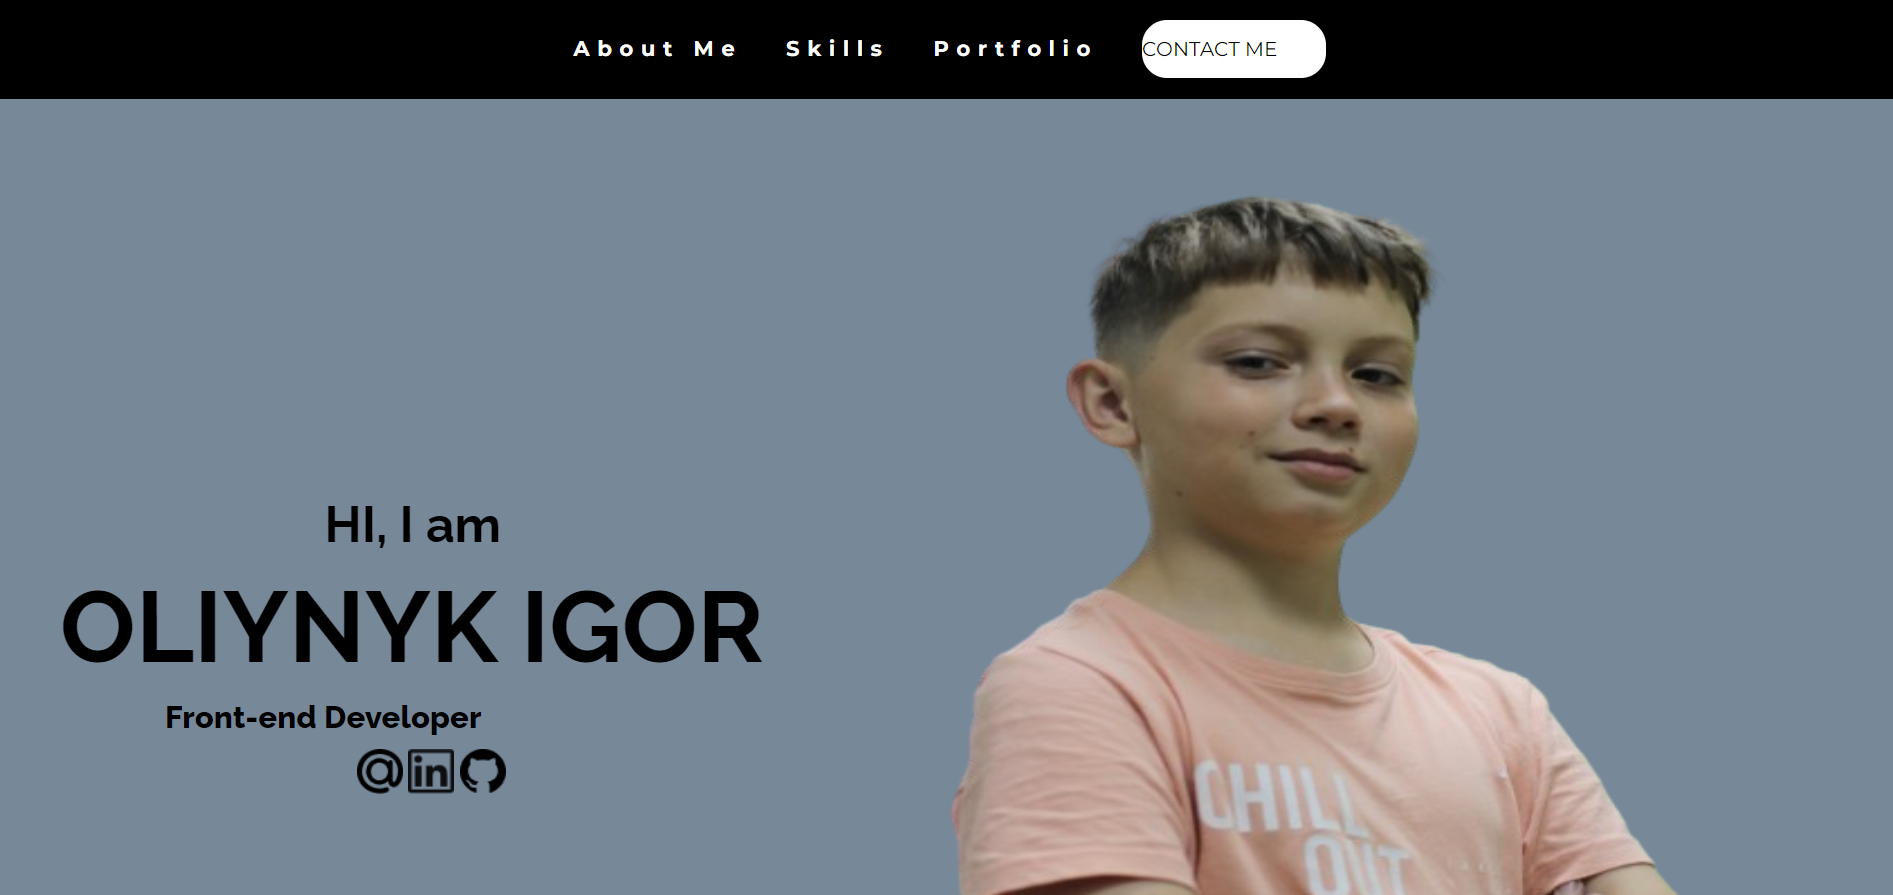 About Me Skills Portfolio CONTACT ME
HI, I am
OLIYNYK IGOR
Front-end Developer
in
CHILL
OUT